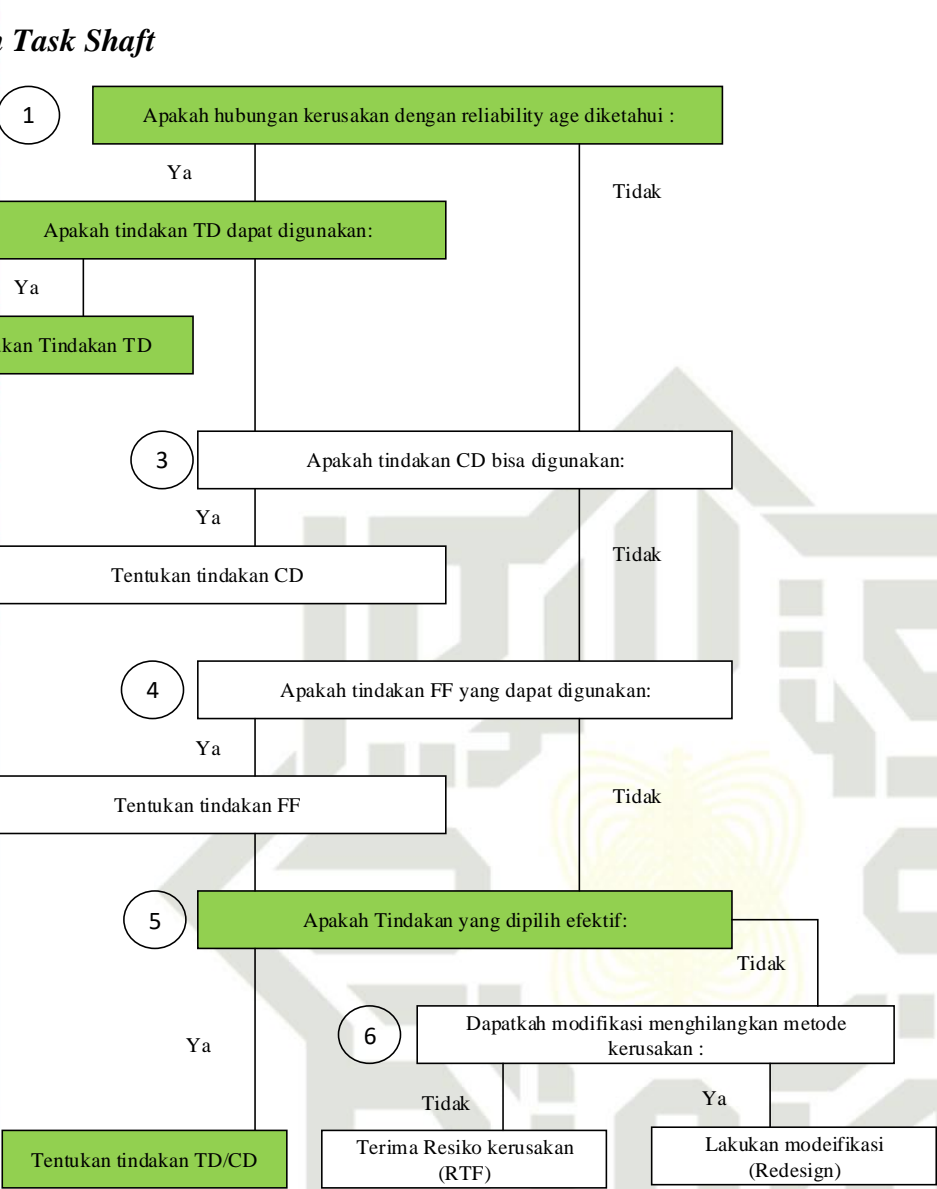 Task Shaft
1
Apakah hubungan kerusakan dengan reliability age diketahui :
Ya
Tidak
Apakah tindakan TD dapat digunakan:
Ya
Tindakan TD
3
Apakah tindakan CD bisa digunakan:
Ya
Tidak
Tentukan tindakan CD
4
Apakah tindakan FF yang dapat digunakan:
Ya
Tidak
Tentukan tindakan FF
5
Apakah Tindakan yang dipilih efektif:
Tidak
Ya
6
Dapatkah modifikasi menghilangkan metode
kerusakan :
Tidak
Ya
Tentukan tindakan TD/CD
Terima Resiko kerusakan
(RTF)
Lakukan modeifikasi
(Redesign)